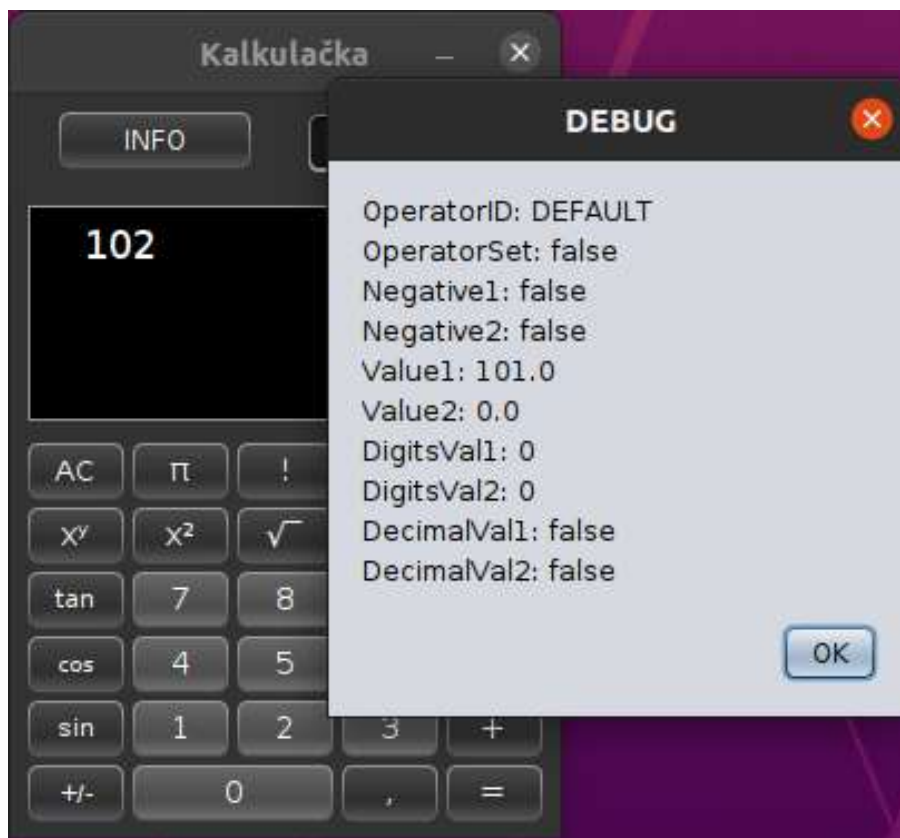 Kalkulačka
INFO
102
AC π !
xʸ x² √
tan 7 8
cos 4 5
sin 1 2 3 +
+/- 0 , =
DEBUG
OperatorID: DEFAULT
OperatorSet: false
Negative1: false
Negative2: false
Value1: 101.0
Value2: 0.0
DigitsVal1: 0
DigitsVal2: 0
DecimalVal1: false
DecimalVal2: false
OK